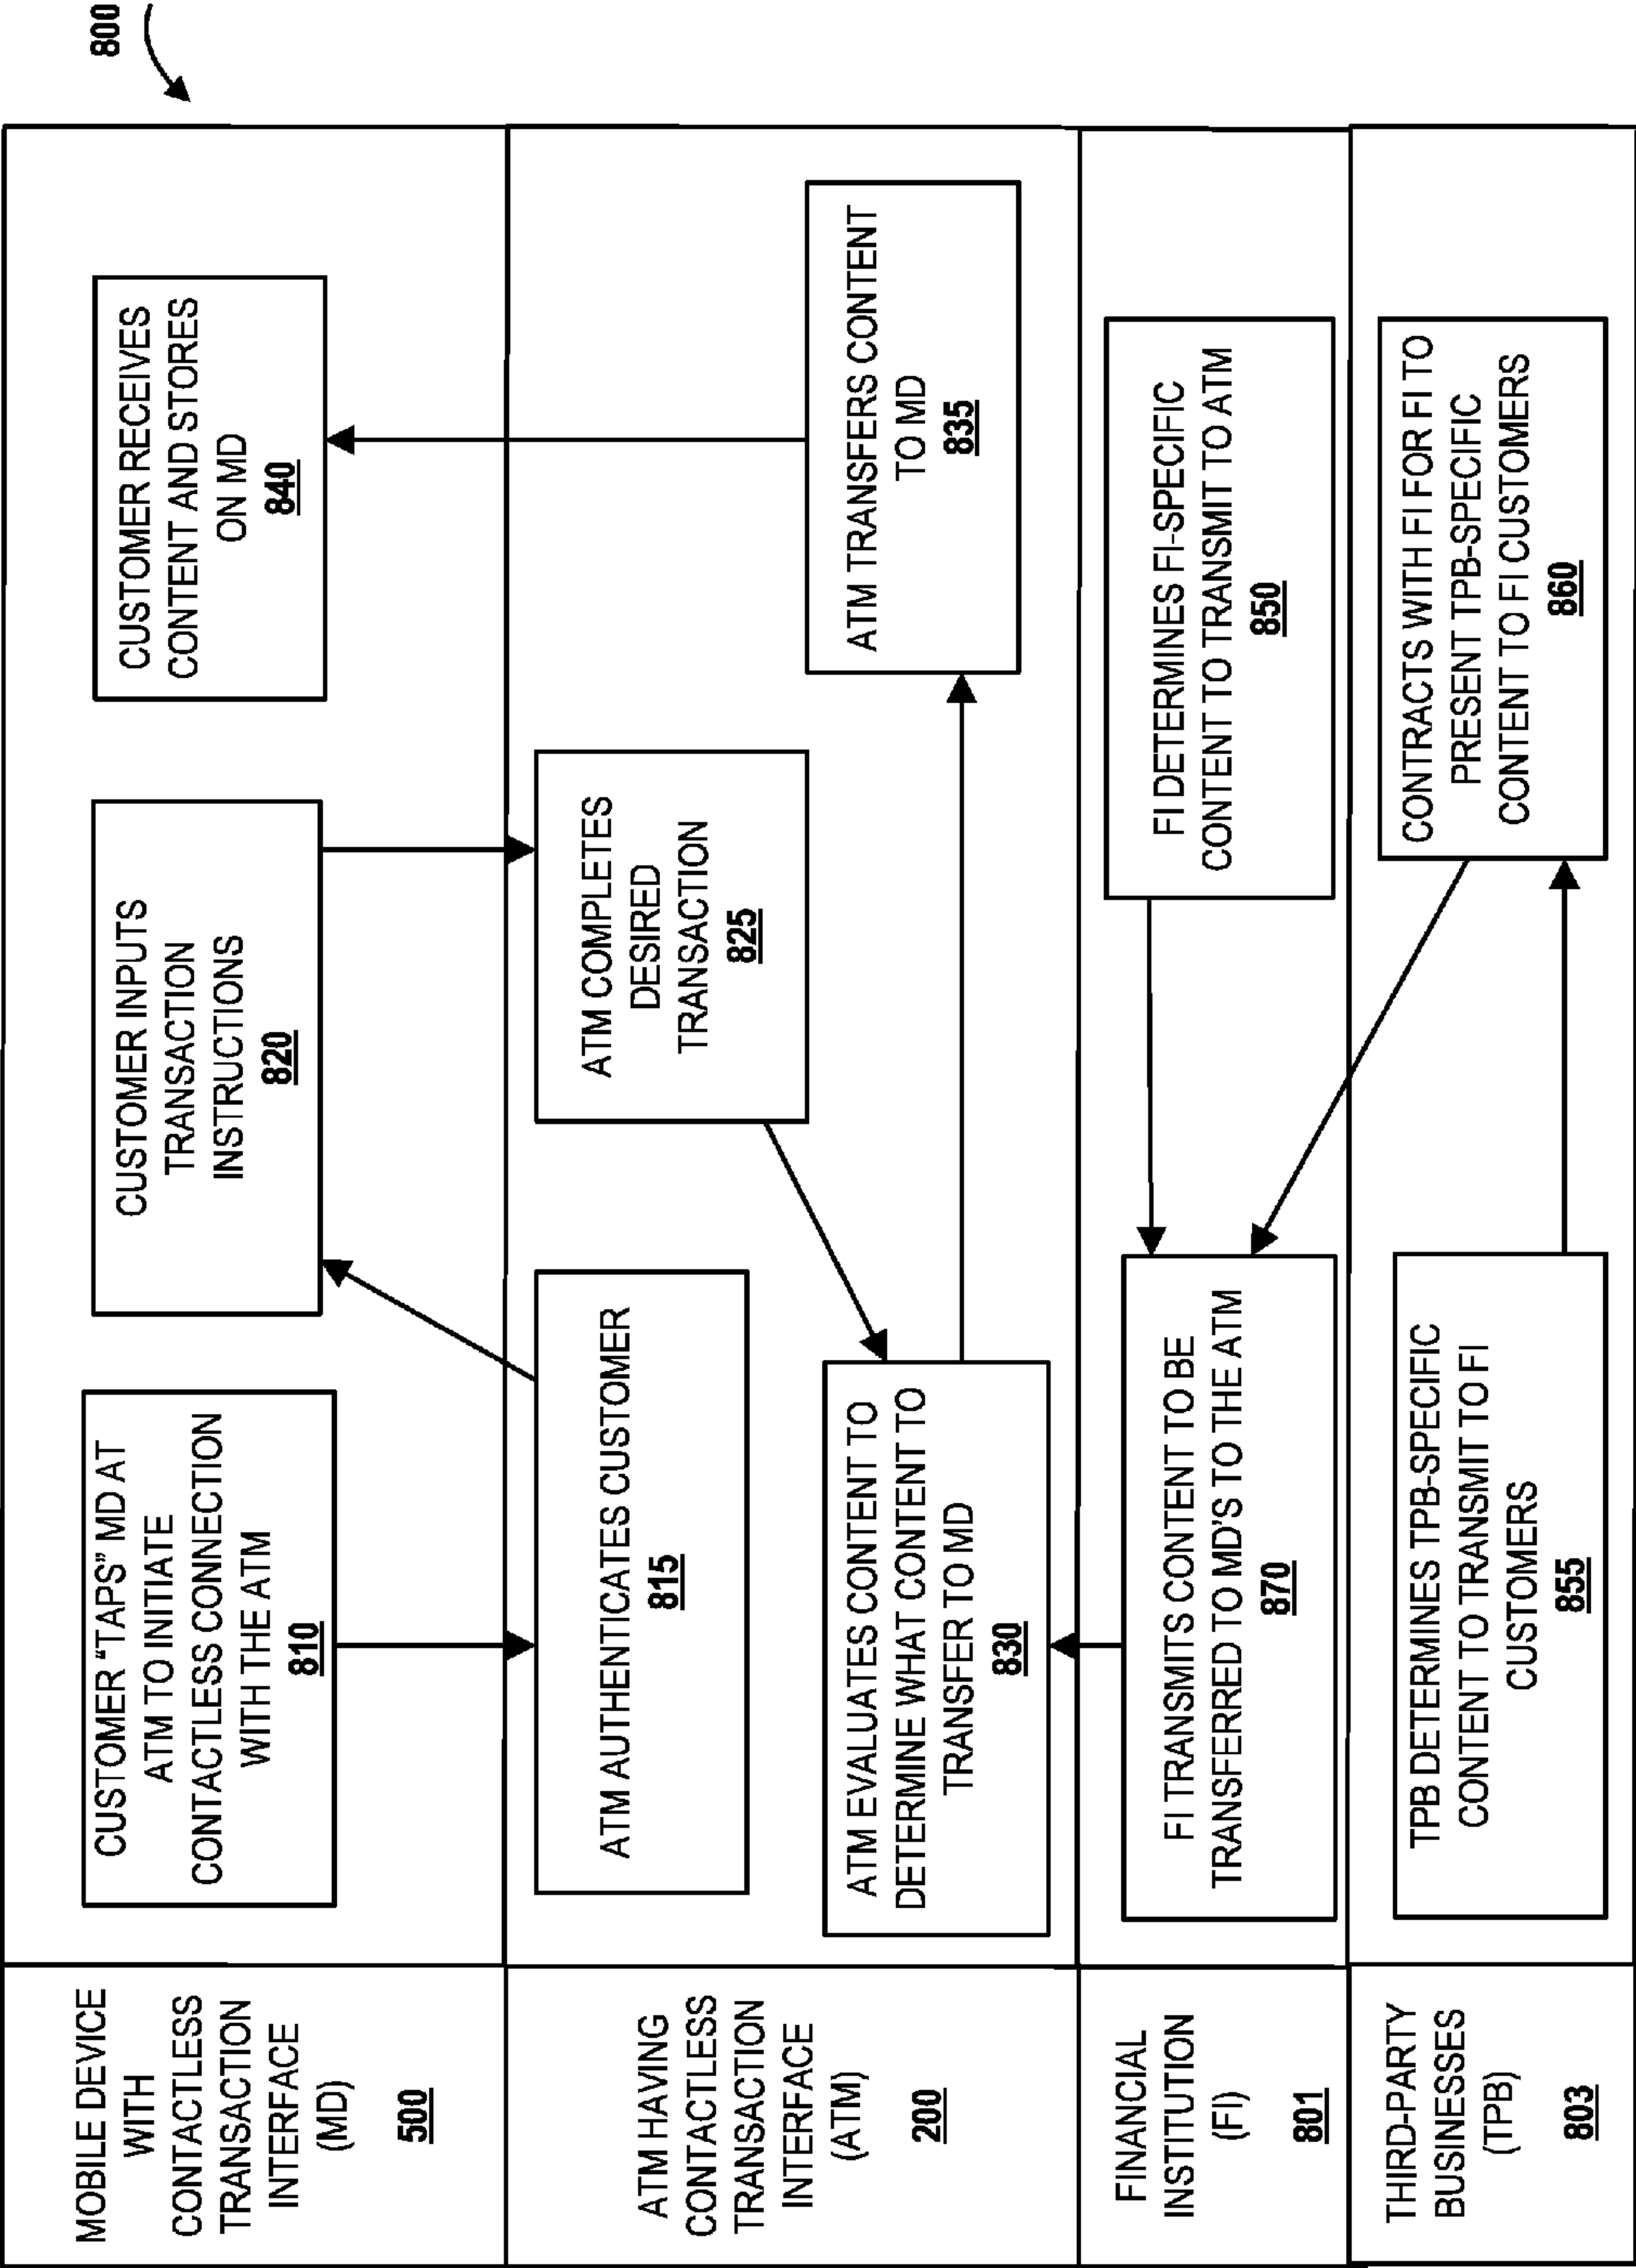 800
MOBILE DEVICE
WITH
CONTACTLESS
TRANSACTION
INTERFACE
(MD)
500
CUSTOMER "TAPS" MD AT
ATM TO INITIATE
CONTACTLESS CONNECTION
WITH THE ATM
810
CUSTOMER INPUTS
TRANSACTION
INSTRUCTIONS
820
CUSTOMER RECEIVES
CONTENT AND STORES
ON MD
840
ATM HAVING
CONTACTLESS
TRANSACTION
INTERFACE
(ATM)
200
ATM AUTHENTICATES CUSTOMER
815
ATM COMPLETES
DESIRED
TRANSACTION
825
ATM EVALUATES CONTENT TO
DETERMINE WHAT CONTENT TO
TRANSFER TO MD
830
ATM TRANSFERS CONTENT
TO MD
835
FINANCIAL
INSTITUTION
(FI)
801
FI TRANSMITS CONTENT TO BE
TRANSFERRED TO MD'S TO THE ATM
870
FI DETERMINES FI-SPECIFIC
CONTENT TO TRANSMIT TO ATM
850
THIRD-PARTY
BUSINESSES
(TPB)
803
TPB DETERMINES TPB-SPECIFIC
CONTENT TO TRANSMIT TO FI
CUSTOMERS
855
CONTRACTS WITH FI FOR FI TO
PRESENT TPB-SPECIFIC
CONTENT TO FI CUSTOMERS
860